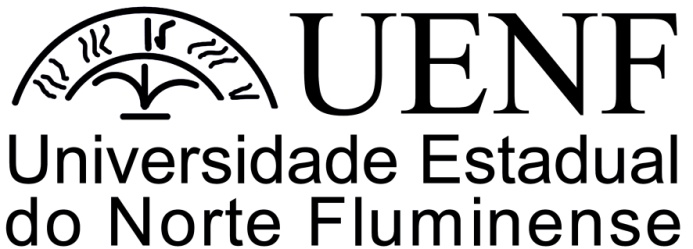 UENF
Universidade Estadual
do Norte Fluminense